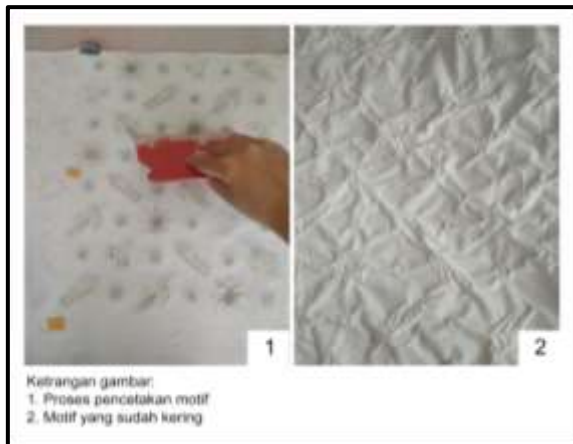 1
2
Ketrangan gambar:
1. Proses pencetakan motif
2. Motif yang sudah kering